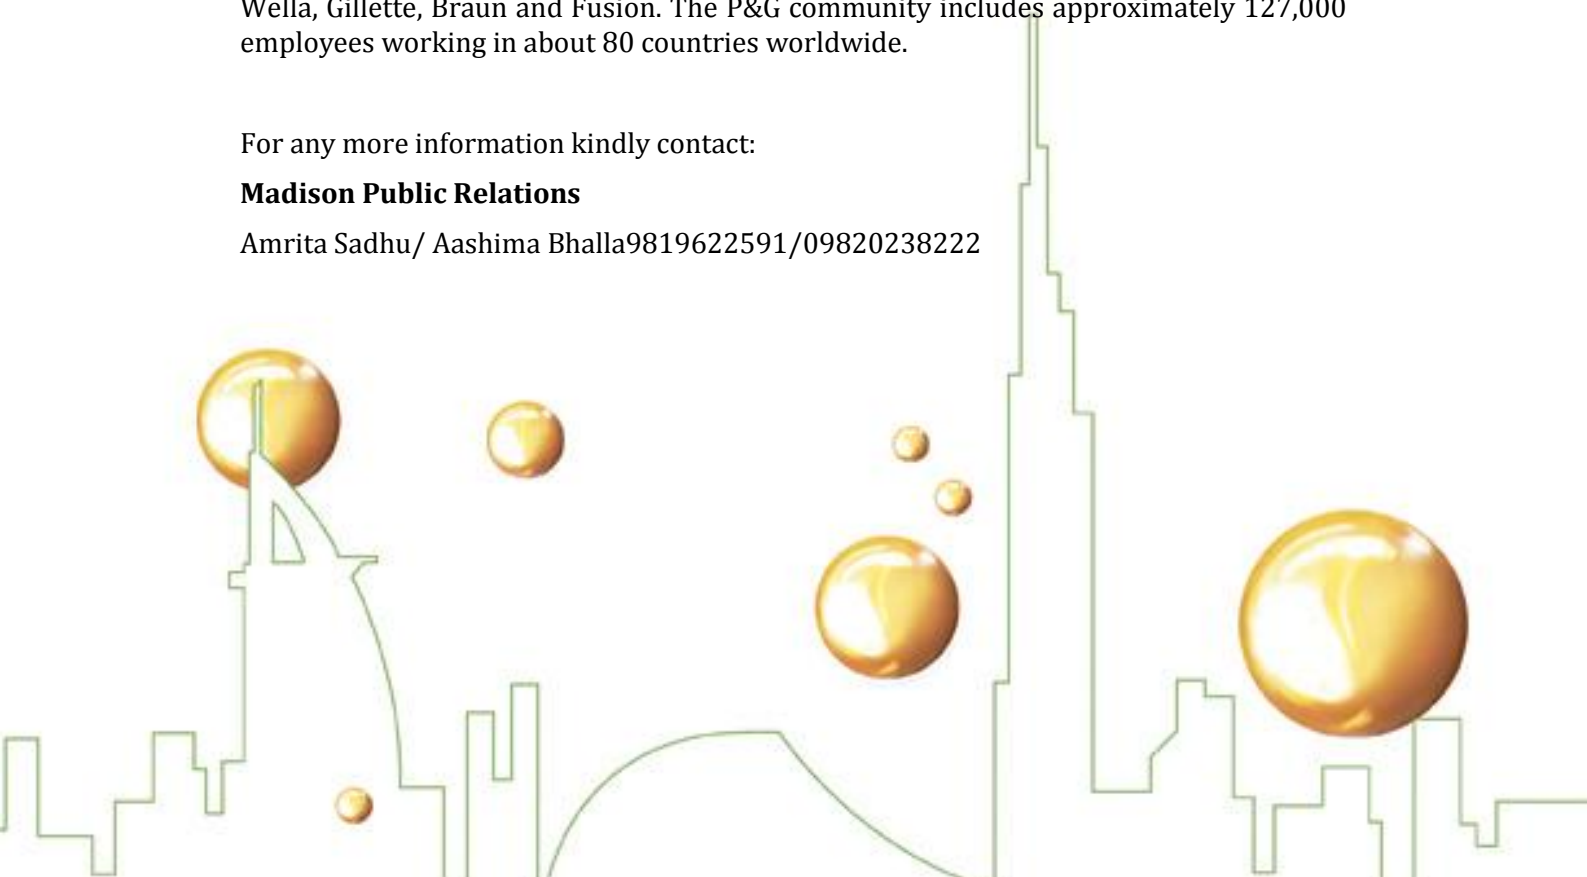 Wella, Gillette, Braun and Fusion. The P&G community includes approximately 127,000
employees working in about 80 countries worldwide.
For any more information kindly contact:
Madison Public Relations
Amrita Sadhu/ Aashima Bhalla9819622591/09820238222